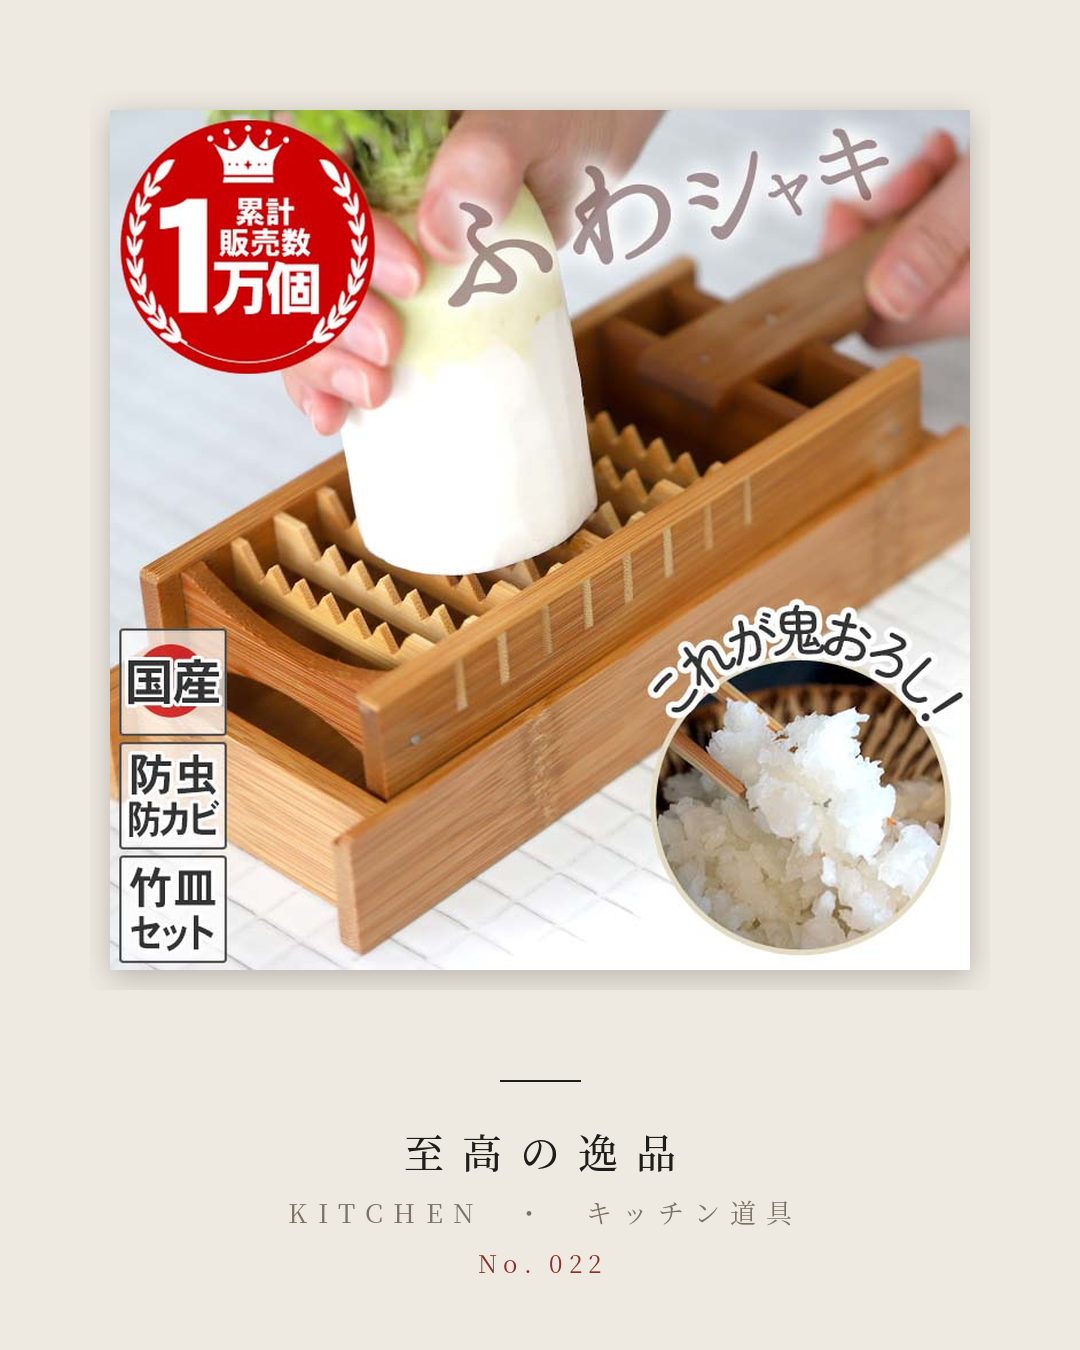 累計
販売数
1万個
ふわシャキ
国産
防虫
防カビ
竹皿
セット
これが鬼おろし!
至高の逸品
KITCHEN ・ キッチン道具
No. 022